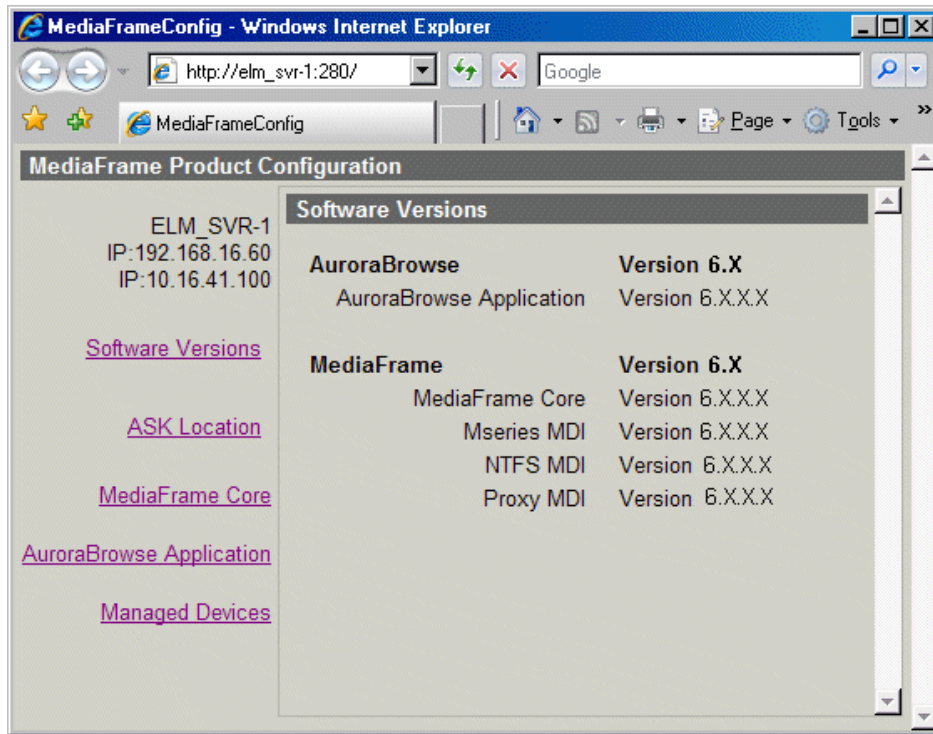 MediaFrameConfig - Windows Internet Explorer
http://elm_svr-1:280/
Google
MediaFrameConfig
Page
Tools
MediaFrame Product Configuration
ELM_SVR-1
IP:192.168.16.60
IP:10.16.41.100
Software Versions
ASK Location
MediaFrame Core
AuroraBrowse Application
Managed Devices
Software Versions
AuroraBrowse Version 6.X
AuroraBrowse Application Version 6.X.X.X
MediaFrame Version 6.X
MediaFrame Core Version 6.X.X.X
Mseries MDI Version 6.X.X.X
NTFS MDI Version 6.X.X.X
Proxy MDI Version 6.X.X.X